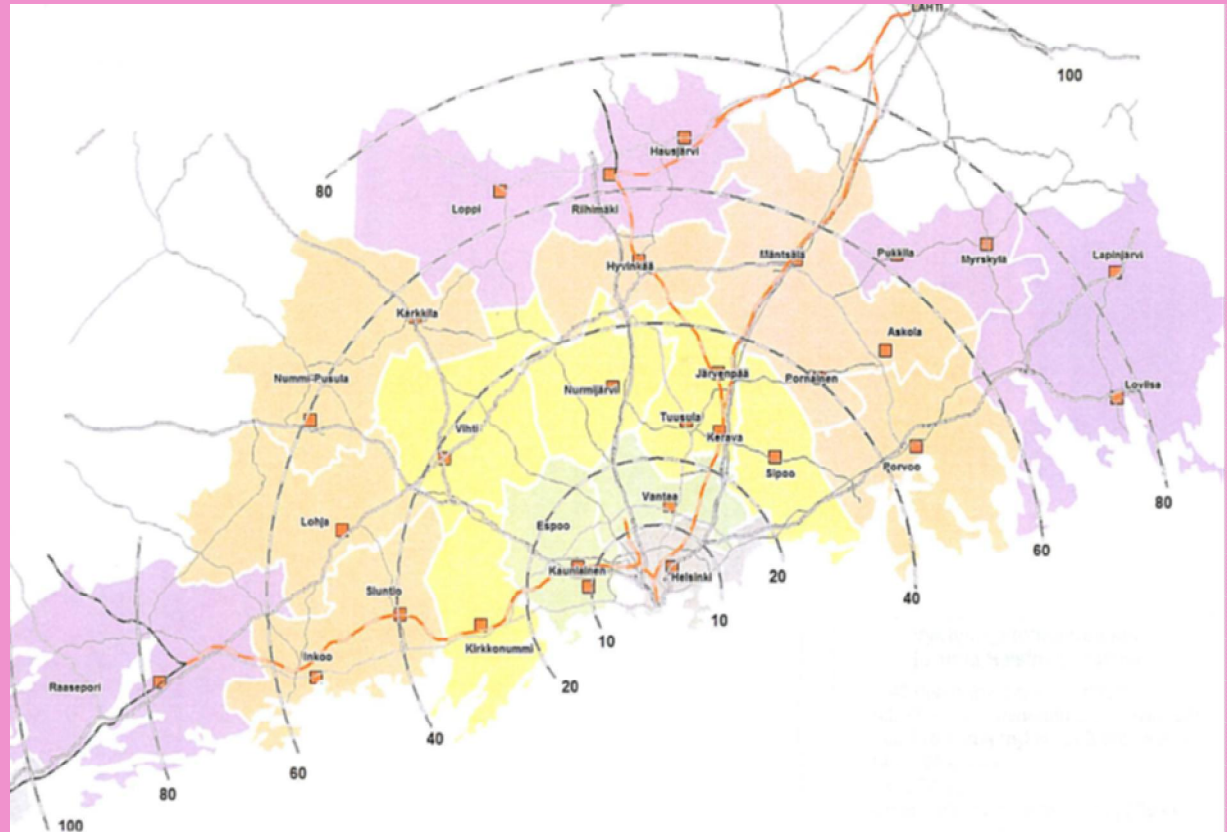 LAHTI
100
Hausjärvi
80
Loppi
Riihimäki
Hyvinkää
Mäntsälä
Pukkila
Myrskylä
Lapinjärvi
Karkkila
Askola
Nummi-Pusula
Nurmijärvi
Järvenpää
Pornainen
Loviisa
Tuusula
Vihti
Kerava
Sipoo
Porvoo
80
Vantaa
Lohja
Espoo
60
Kauniainen
Helsinki
20
Siuntio
40
10
10
Kirkkonummi
Inkoo
Raasepori
20
40
60
80
100